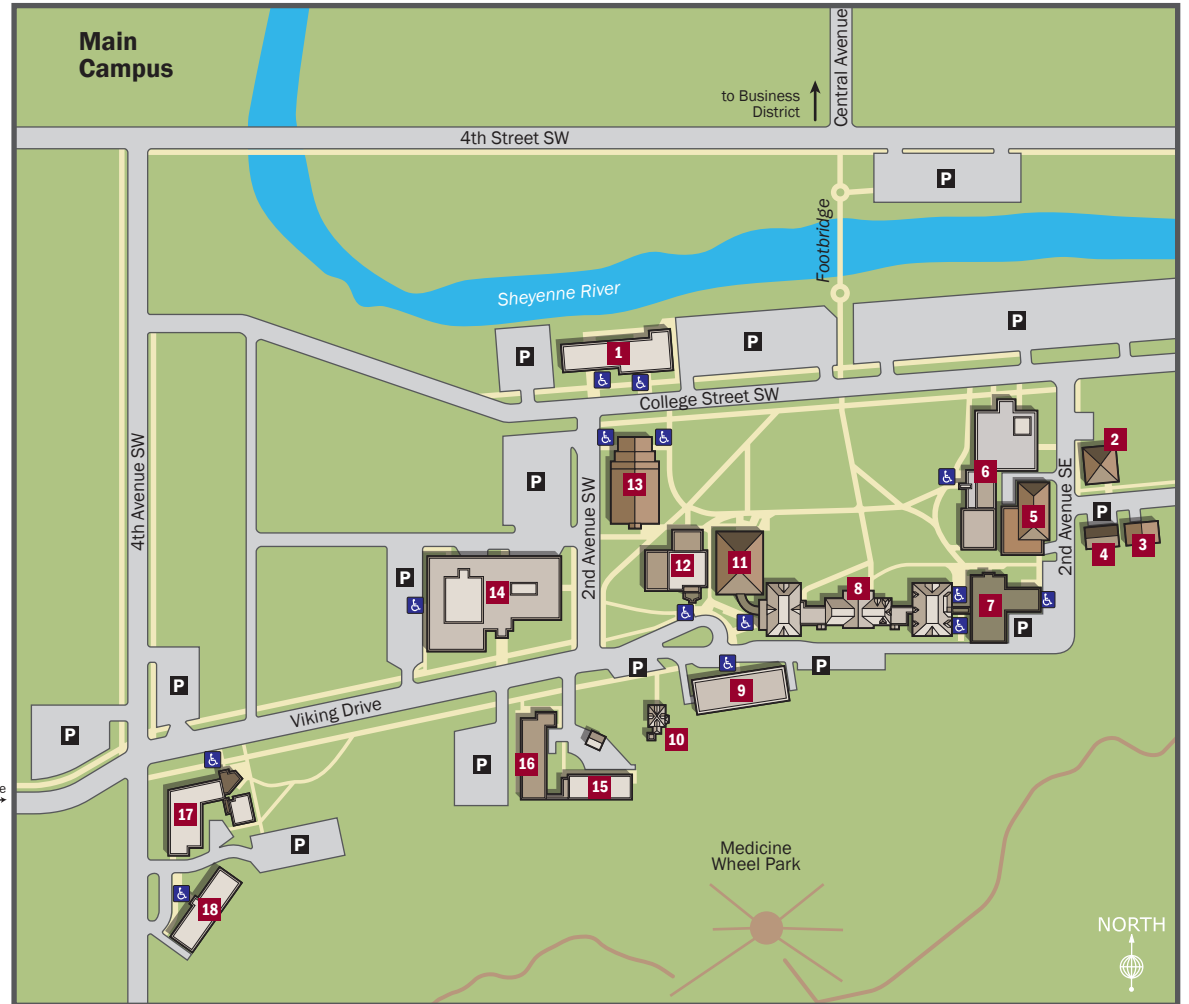 Main
Campus
to Business
District
Central Avenue
4th Street SW
P
Footbridge
Sheyenne River
P
P
P
1
College Street SW
2
4th Avenue SW
6
13
P
2nd Avenue SW
2nd Avenue SE
P
5
3
4
12
11
14
P
8
7
P
P
P
9
P
Viking Drive
10
P
P
16
15
e
17
P
Medicine
Wheel Park
18
NORTH